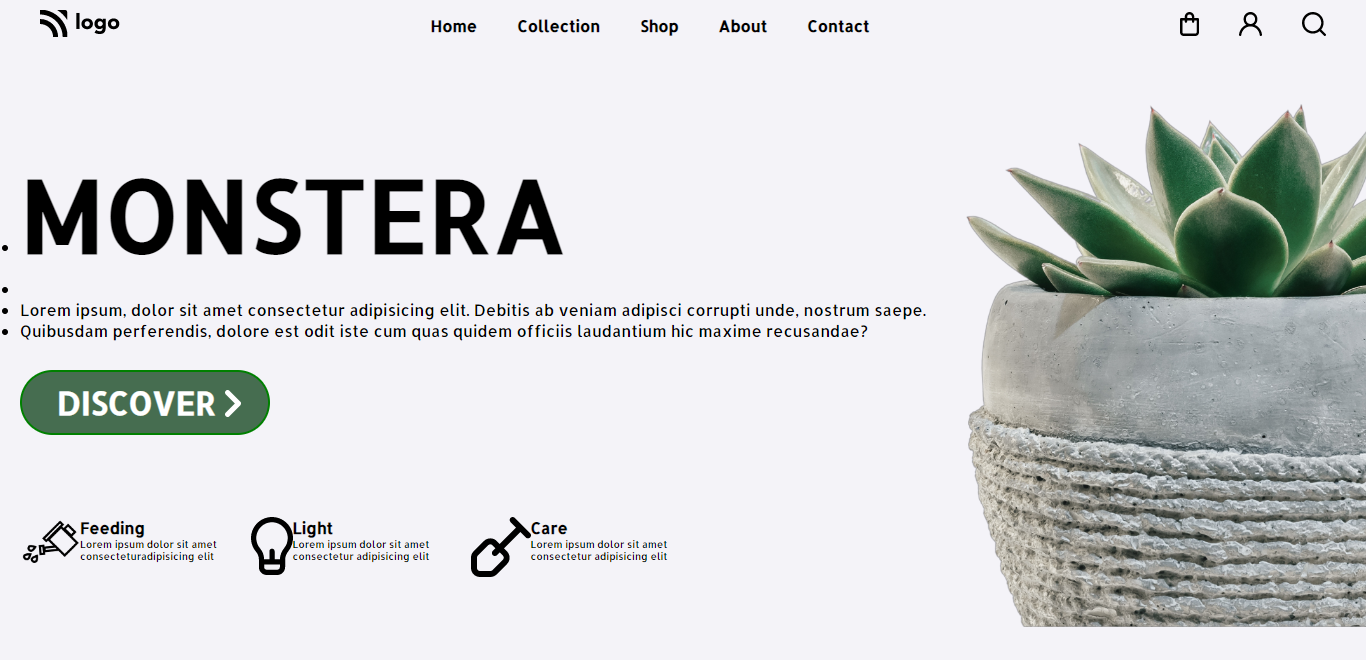 logo
Home Collection Shop About Contact
MONSTERA
Lorem ipsum, dolor sit amet consectetur adipisicing elit. Debitis ab veniam adipisci corrupti unde, nostrum saepe.
Quibusdam perferendis, dolore est odit iste cum quas quidem officiis laudantium hic maxime recusandae?
DISCOVER
Feeding
Lorem ipsum dolor sit amet
consecteturadipisicing elit
Light
Lorem ipsum dolor sit amet
consectetur adipisicing elit
Care
Lorem ipsum dolor sit amet
consectetur adipisicing elit